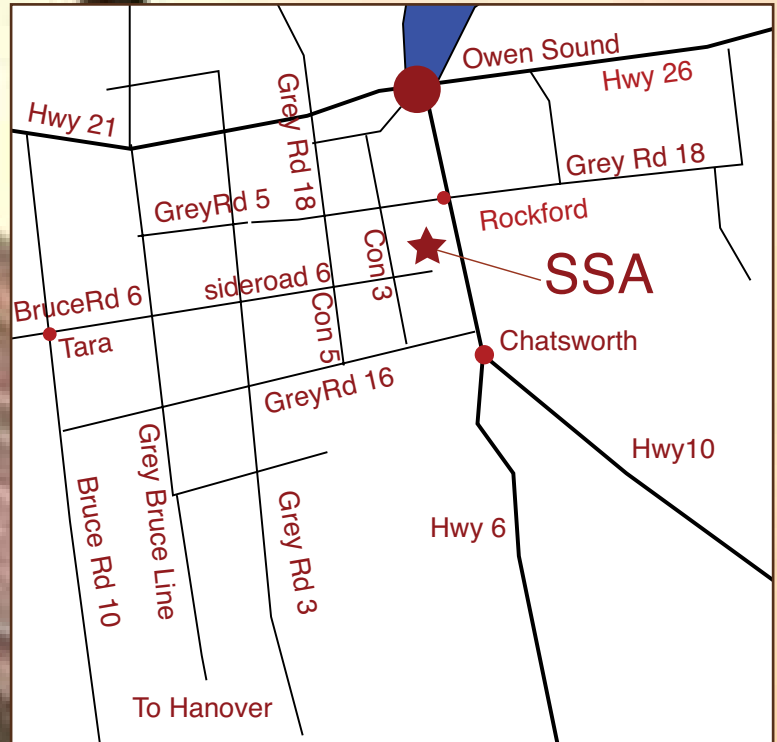 Owen Sound
Hwy 26
Hwy 21
Grey Rd 18
Grey Rd 18
GreyRd 5
Rockford
Con 3
SSA
sideroad 6
BruceRd 6
Con 5
Tara
Chatsworth
GreyRd 16
Hwy10
Grey Bruce Line
Bruce Rd 10
Grey Rd 3
Hwy 6
To Hanover